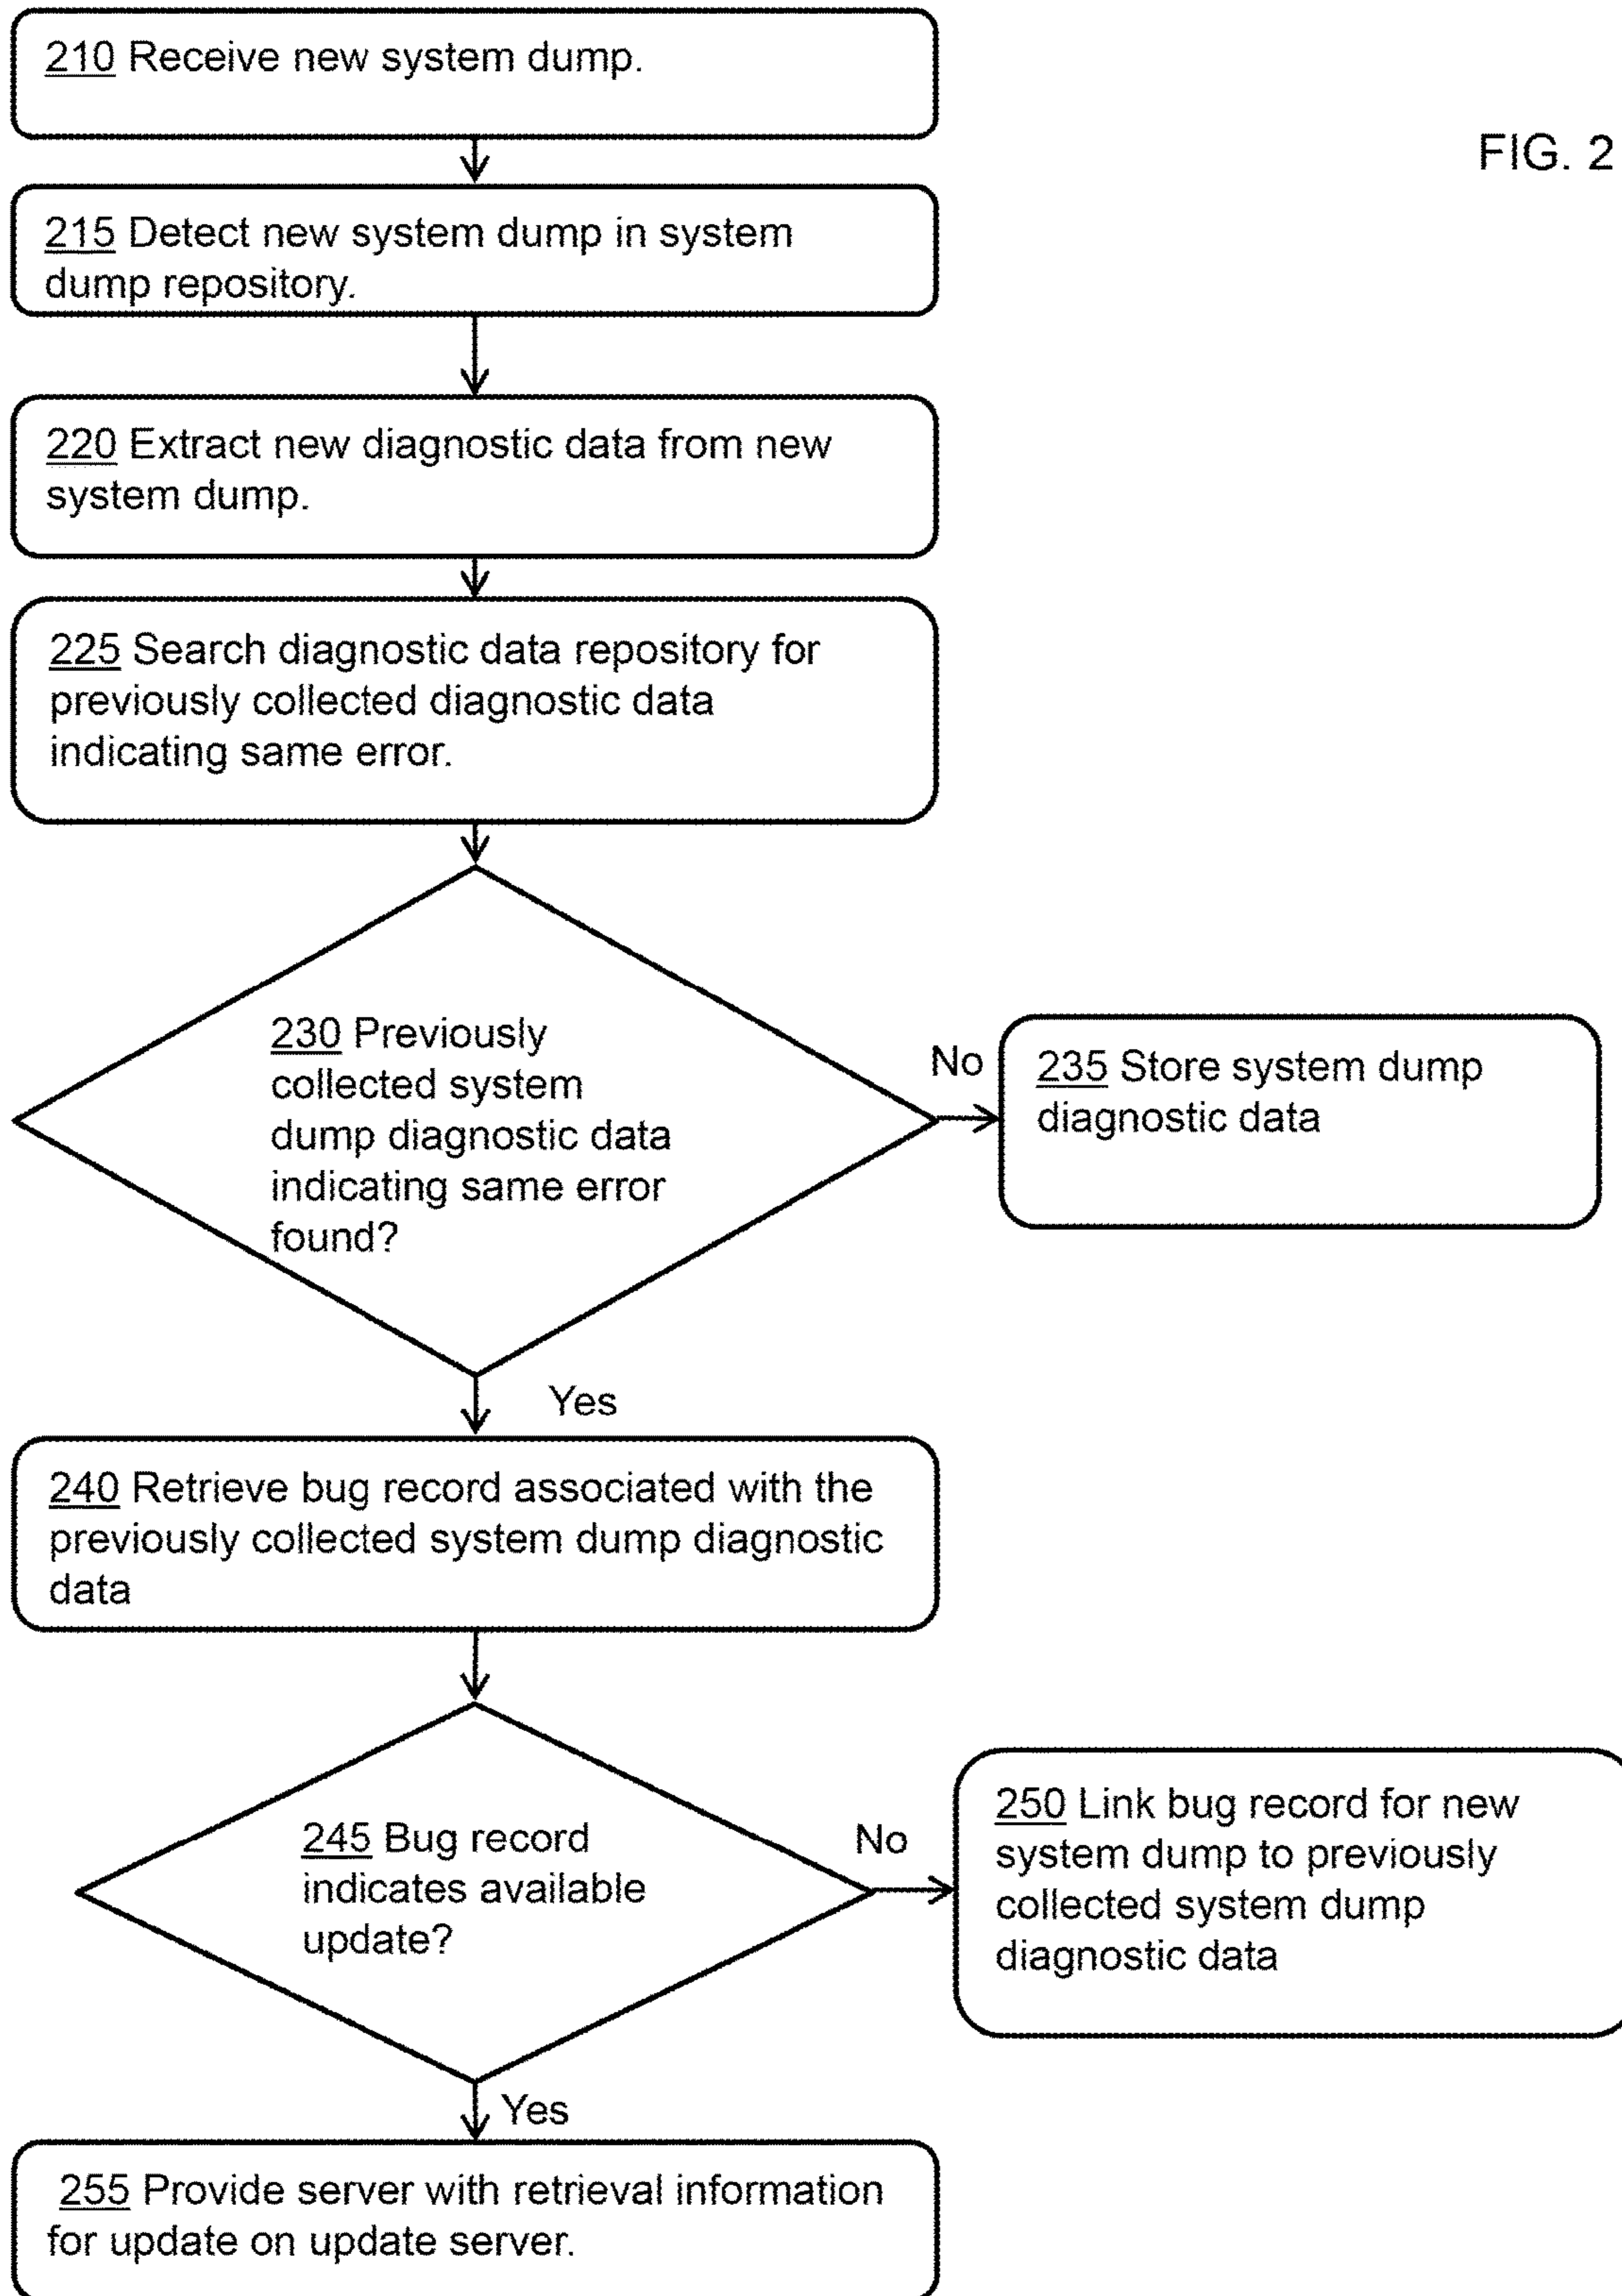 210 Receive new system dump.
FIG. 2
215 Detect new system dump in system
dump repository.
220 Extract new diagnostic data from new
system dump.
225 Search diagnostic data repository for
previously collected diagnostic data
indicating same error.
230 Previously
collected system
dump diagnostic data
indicating same error
found?
No
235 Store system dump
diagnostic data
Yes
240 Retrieve bug record associated with the
previously collected system dump diagnostic
data
245 Bug record
indicates available
update?
No
250 Link bug record for new
system dump to previously
collected system dump
diagnostic data
Yes
255 Provide server with retrieval information
for update on update server.